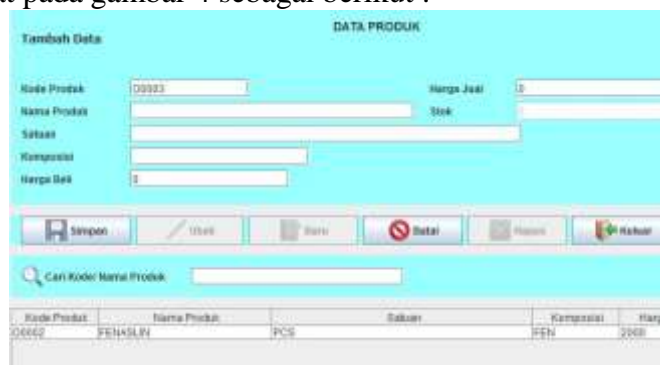 t pada gambar 4 sebagai berikut :
DATA PRODUK
Tambah Data
Kode Produk O0003 Harga Jual 0
Nama Produk Stok
Satuan
Komposisi
Harga Beli 0
Simpan Ubah Baru Batal Hapus Keluar
Cari Kode/ Nama Produk
Kode Produk Nama Produk Satuan Komposisi Harg
O0002 FENASLIN PCS FEN 2000